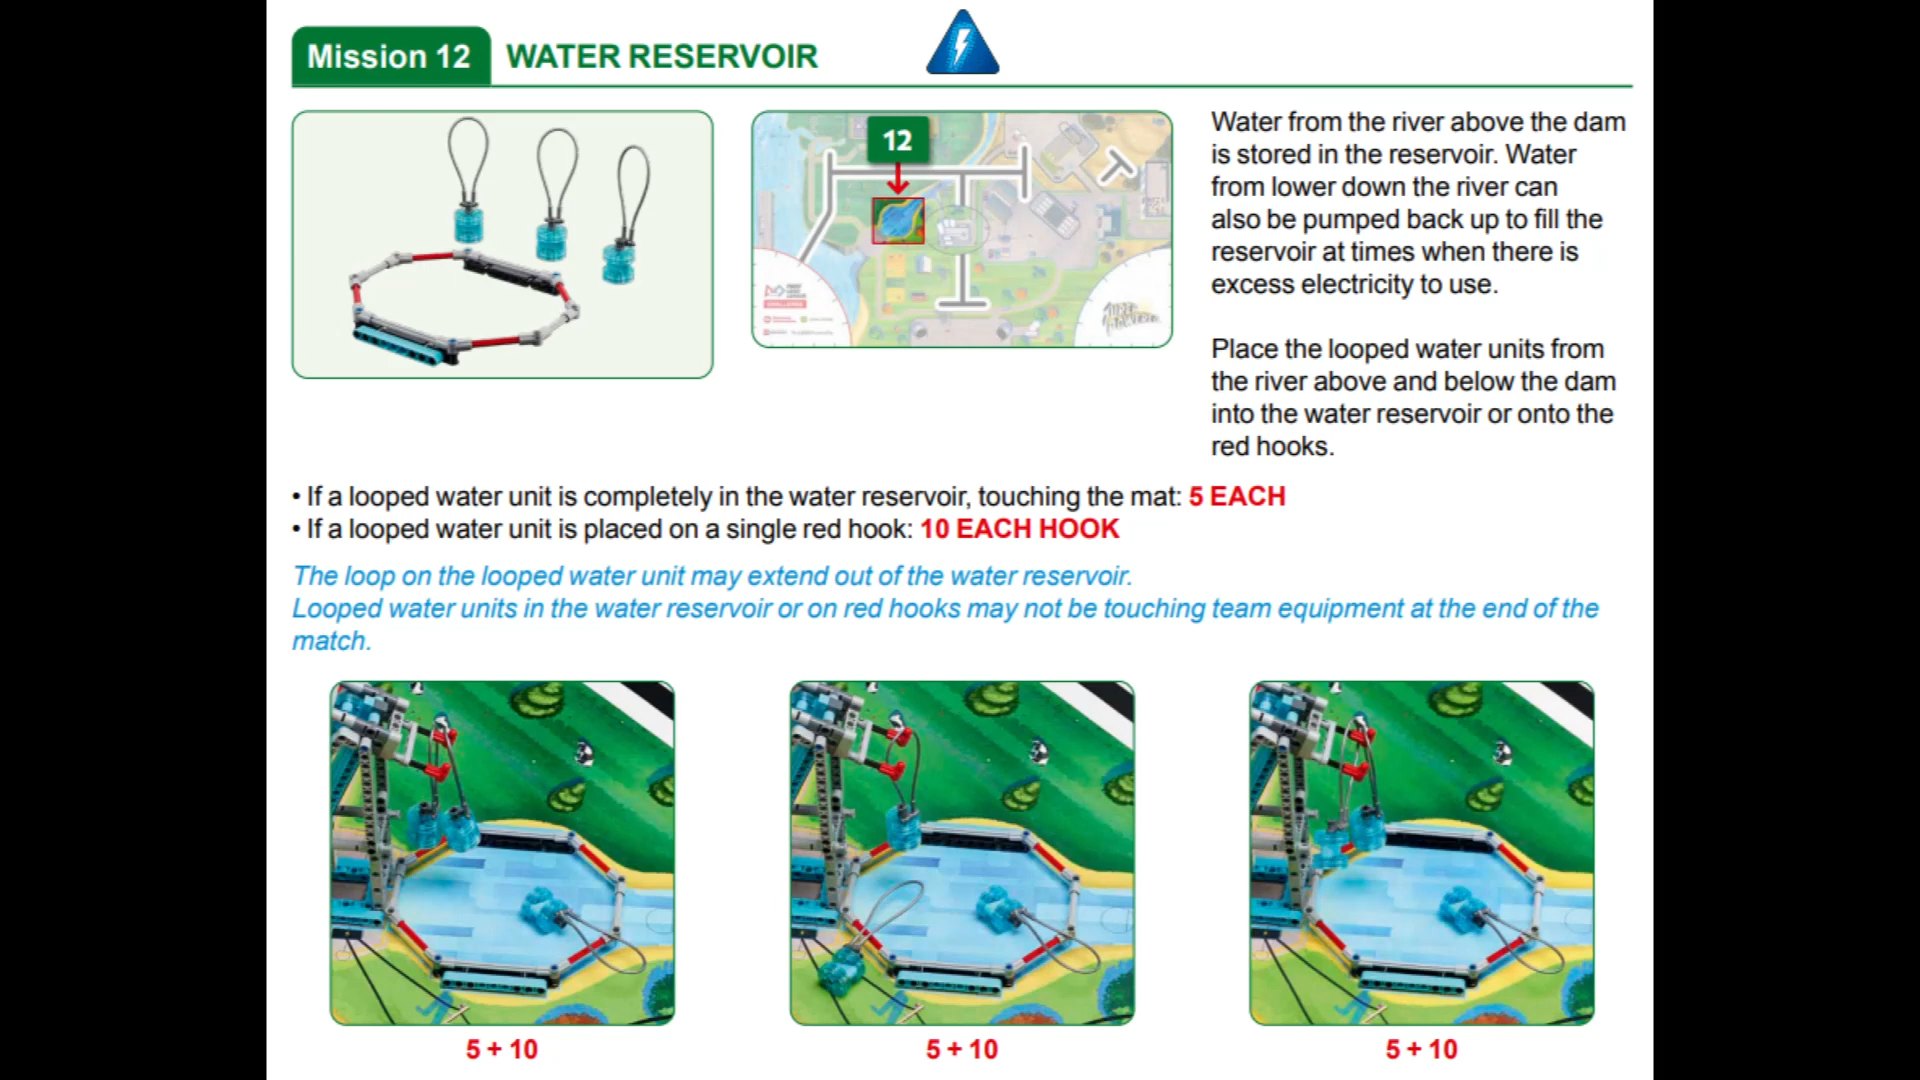 Mission 12 WATER RESERVOIR
12
Water from the river above the dam
is stored in the reservoir. Water
from lower down the river can
also be pumped back up to fill the
reservoir at times when there is
excess electricity to use.
Place the looped water units from
the river above and below the dam
into the water reservoir or onto the
red hooks.
• If a looped water unit is completely in the water reservoir, touching the mat: 5 EACH
• If a looped water unit is placed on a single red hook: 10 EACH HOOK
The loop on the looped water unit may extend out of the water reservoir.
Looped water units in the water reservoir or on red hooks may not be touching team equipment at the end of the
match.
5 + 10
5 + 10
5 + 10